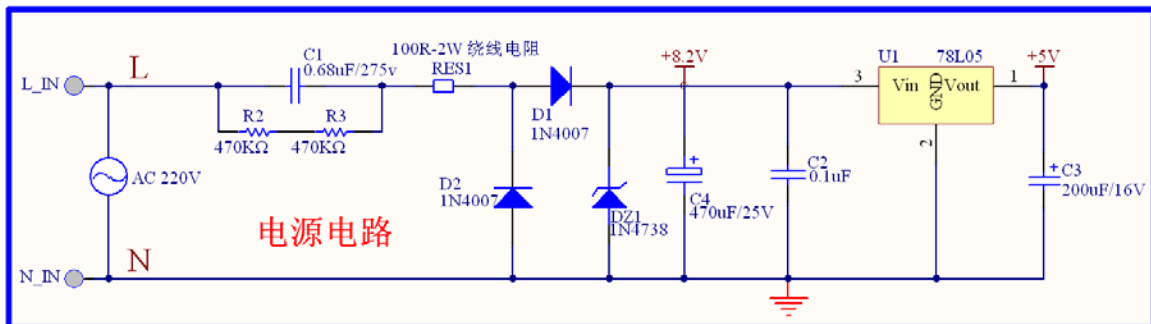 100R-2W 绕线电阻
RES1
C1
0.68uF/275v
L
L_IN
R2
470KΩ
R3
470KΩ
D1
1N4007
+8.2V
U1
78L05
3
Vin
GND
Vout
1
2
+5V
AC 220V
D2
1N4007
DZ1
1N4738
+
C4
470uF/25V
C2
0.1uF
+
C3
200uF/16V
电源电路
N
N_IN